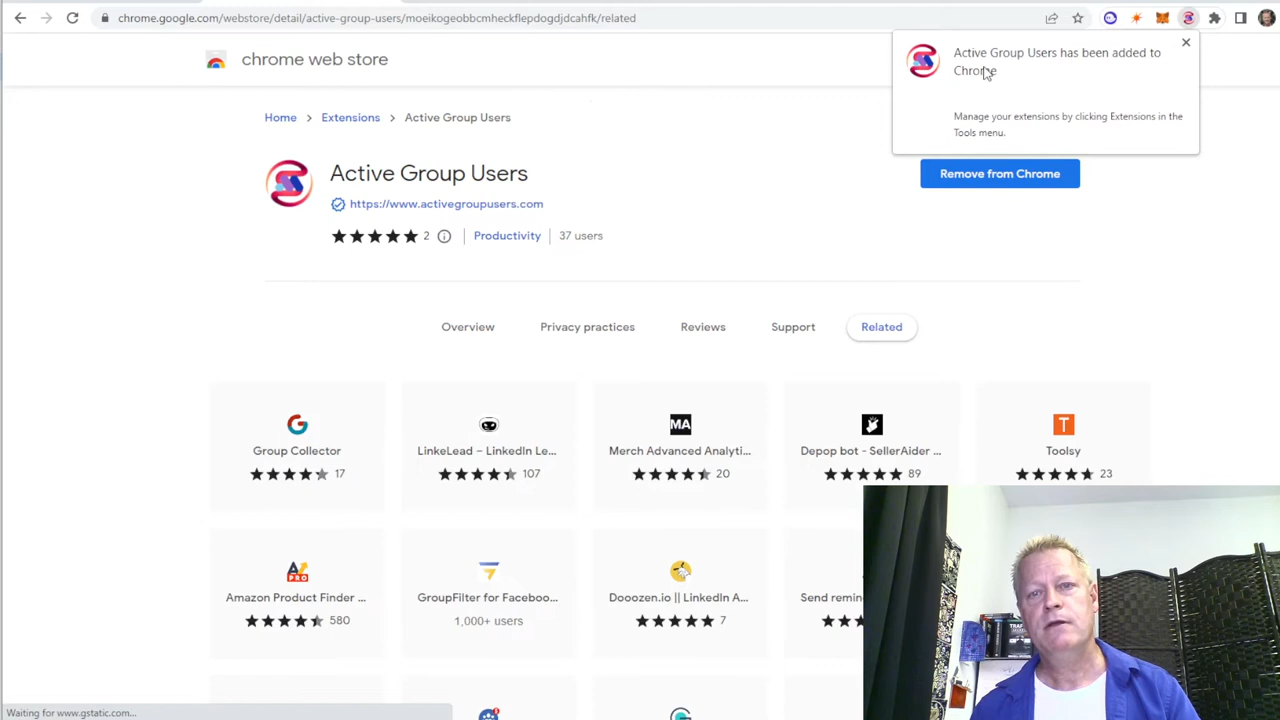 chrome.google.com/webstore/detail/active-group-users/moeikogeobbcmheckflepdogdjdcahfk/related
Active Group Users has been added to
Chrome
Manage your extensions by clicking Extensions in the
Tools menu.
chrome web store
Home > Extensions > Active Group Users
Active Group Users
Remove from Chrome
https://www.activegroupusers.com
2 Productivity 37 users
Overview Privacy practices Reviews Support Related
MA T
Group Collector LinkeLead – LinkedIn Le... Merch Advanced Analyti... Depop bot - SellerAider ... Toolsy
17 107 20 89 23
PRO
Amazon Product Finder ... GroupFilter for Faceboo... Dooozen.io || LinkedIn A... Send remin
580 1,000+ users 7
Waiting for www.gstatic.com...